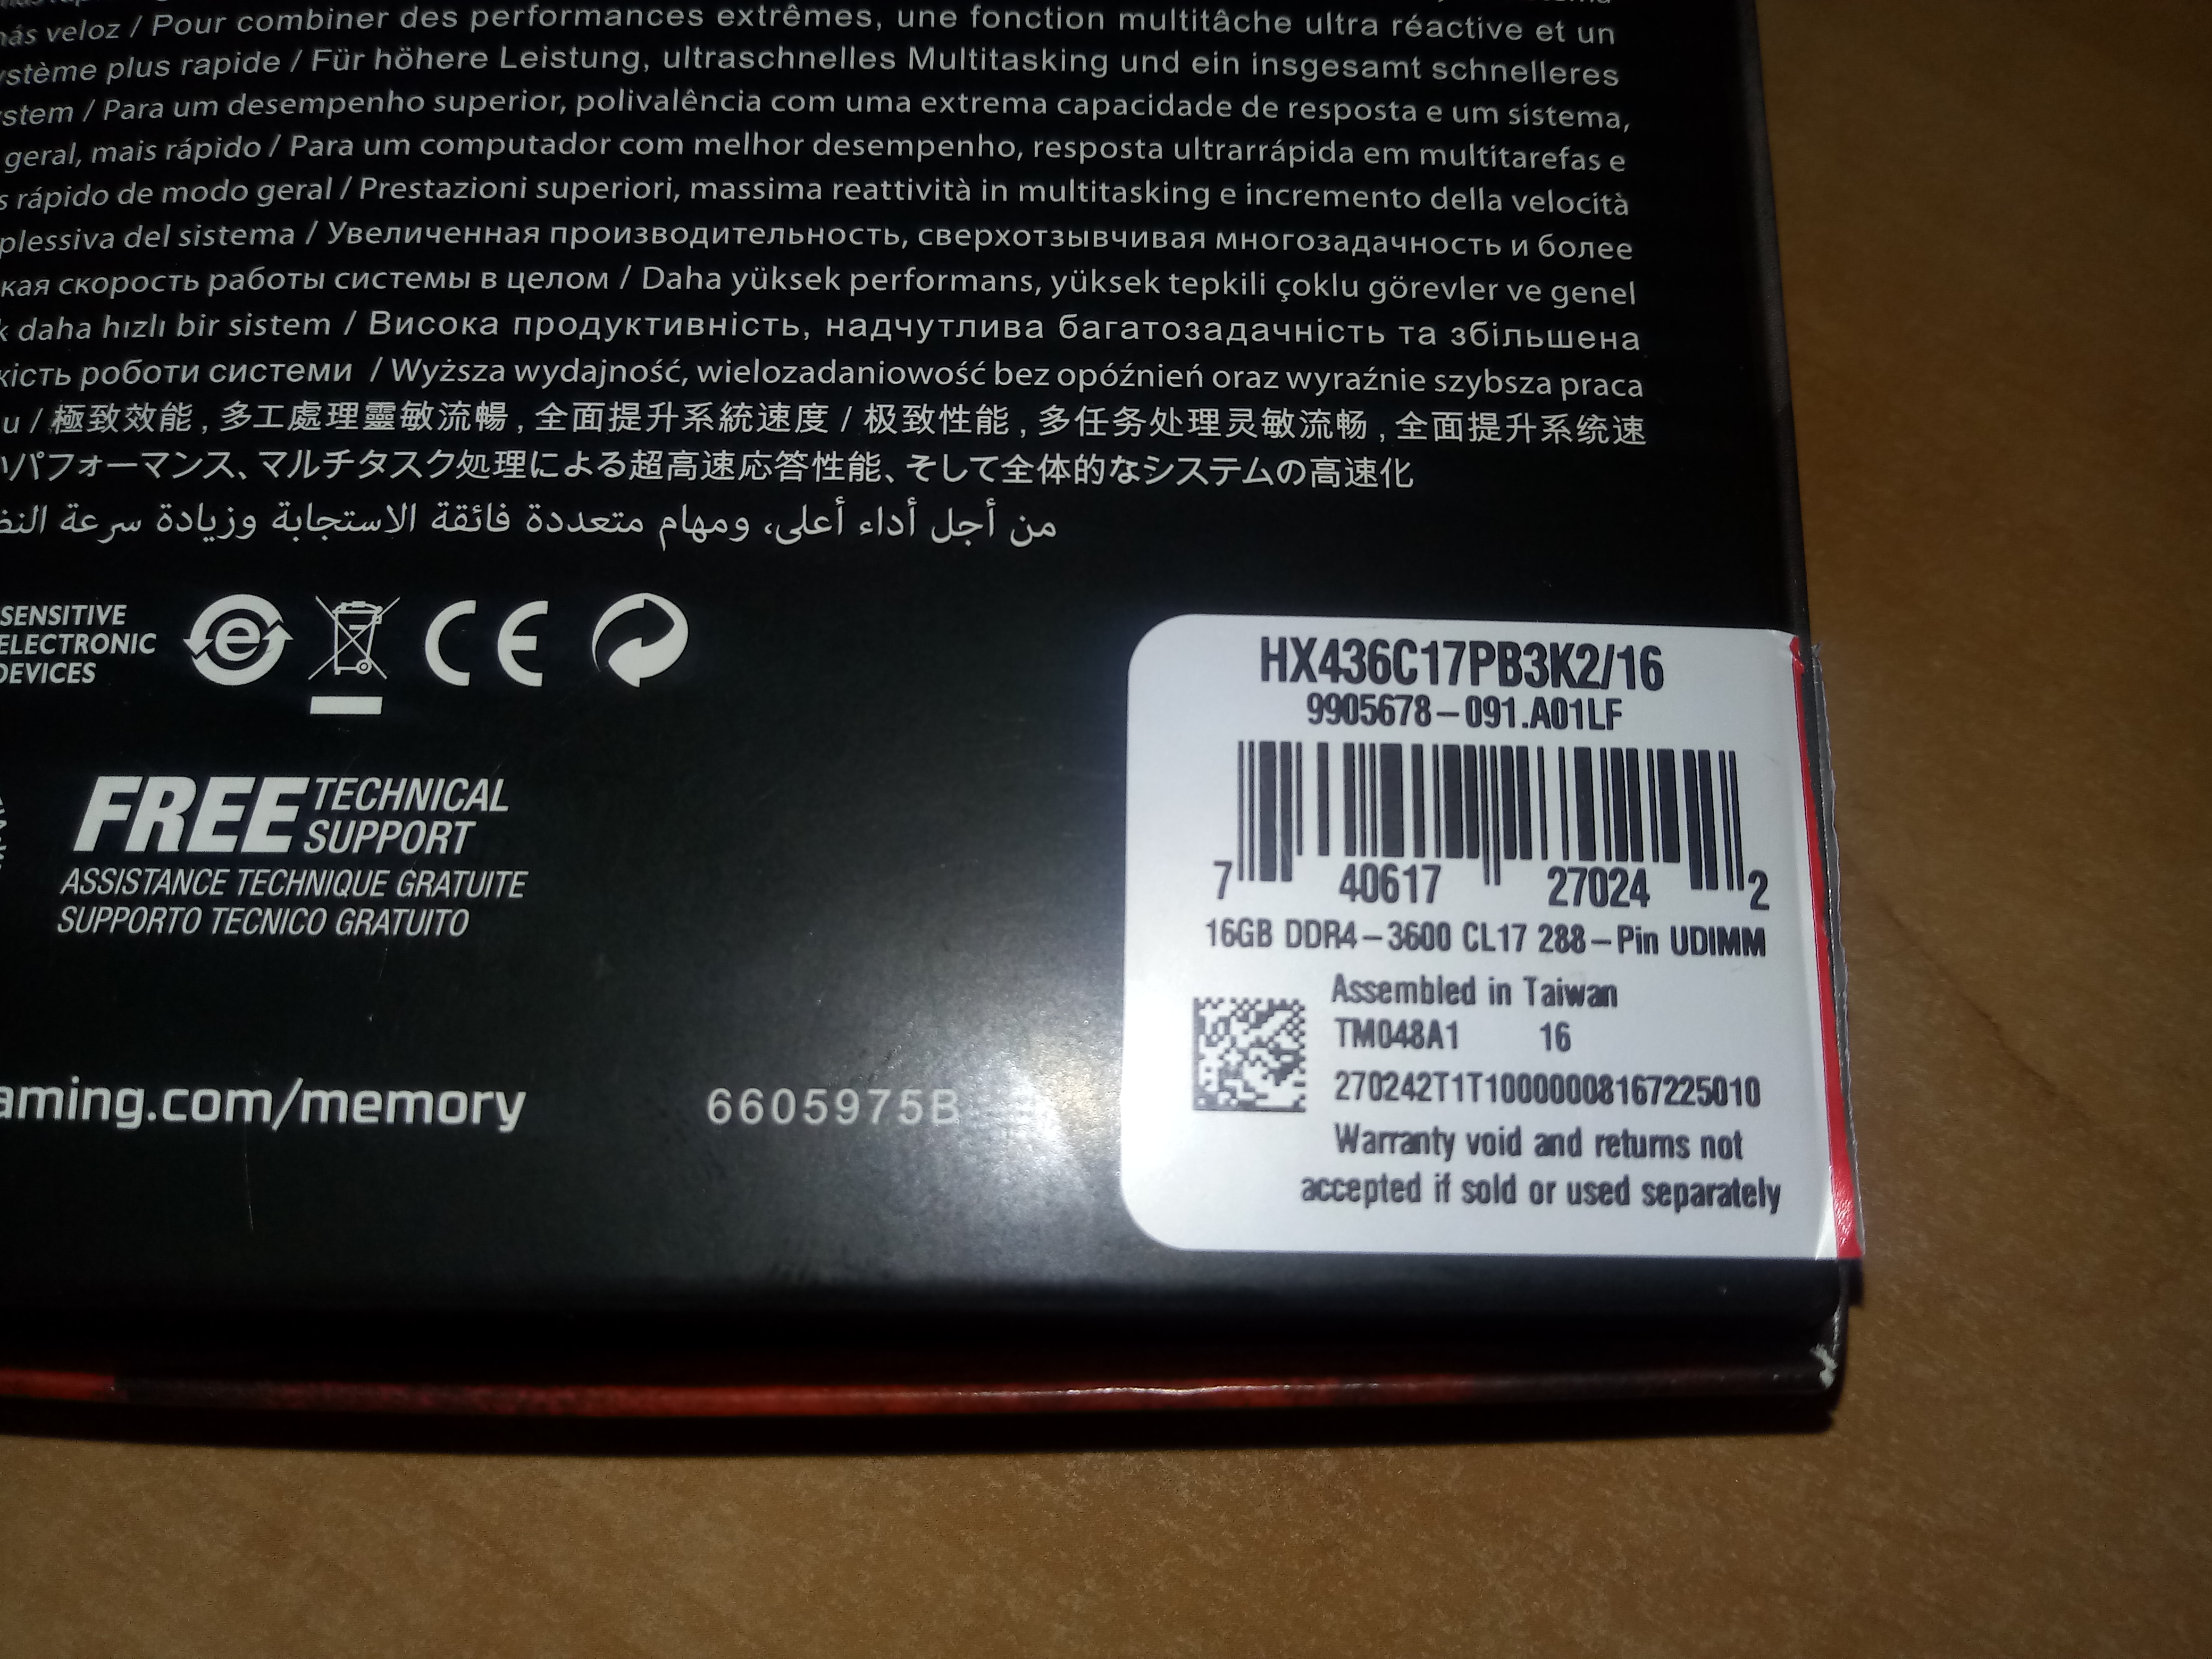 más veloz / Pour combiner des performances extrêmes, une fonction multitâche ultra réactive et un
système plus rapide / Für höhere Leistung, ultraschnelles Multitasking und ein insgesamt schnelleres
stem / Para um desempenho superior, polivalência com uma extrema capacidade de resposta e um sistema,
geral, mais rápido / Para um computador com melhor desempenho, resposta ultrarrápida em multitarefas e
s rápido de modo geral / Prestazioni superiori, massima reattività in multitasking e incremento della velocità
plessiva del sistema / Увеличенная производительность, сверхотзывчивая многозадачность и более
кая скорость работы системы в целом / Daha yüksek performans, yüksek tepkili çoklu görevler ve genel
k daha hızlı bir sistem / Висока продуктивність, надчутлива багатозадачність та збільшена
кість роботи системи / Wyższa wydajność, wielozadaniowość bez opóźnień oraz wyraźnie szybsza praca
u / 極致效能 , 多工處理靈敏流暢 , 全面提升系統速度 / 极致性能 , 多任务处理灵敏流畅 , 全面提升系统速
いパフォーマンス、マルチタスク処理による超高速応答性能、そして全体的なシステムの高速化
من أجل أداء أعلى، ومهام متعددة فائقة الاستجابة وزيادة سرعة النظ
SENSITIVE
ELECTRONIC
DEVICES
CE
FREE TECHNICAL
SUPPORT
ASSISTANCE TECHNIQUE GRATUITE
SUPPORTO TECNICO GRATUITO
aming.com/memory
6605975B
HX436C17PB3K2/16
9905678-091.A01LF
7 40617 27024 2
16GB DDR4-3600 CL17 288-Pin UDIMM
Assembled in Taiwan
TM048A1 16
270242T1T10000008167225010
Warranty void and returns not
accepted if sold or used separately